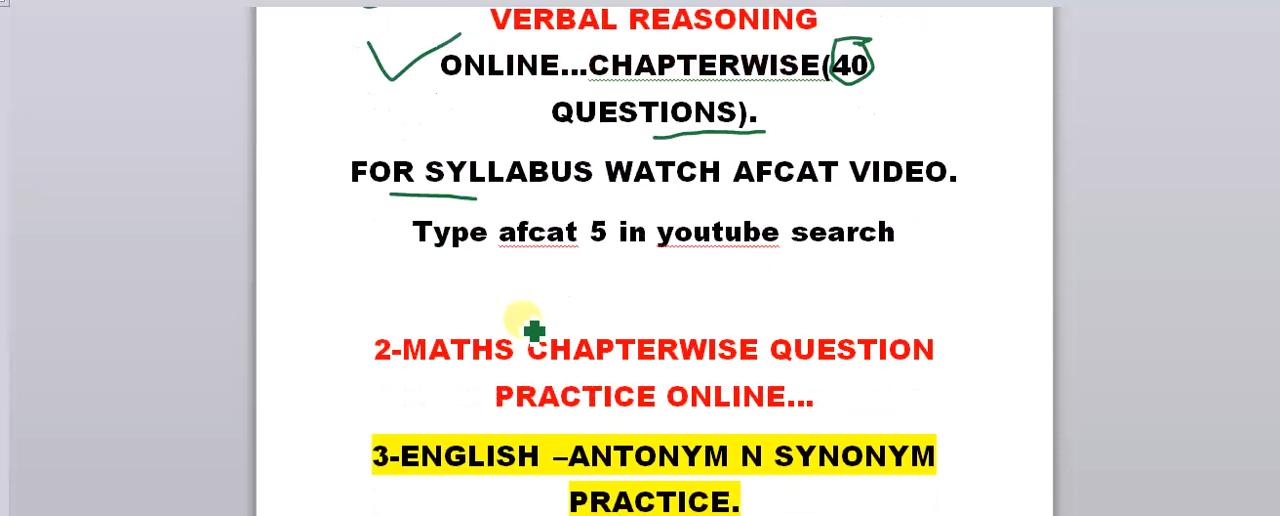 VERBAL REASONING
ONLINE...CHAPTERWISE(40
QUESTIONS).
FOR SYLLABUS WATCH AFCAT VIDEO.
Type afcat 5 in youtube search
2-MATHS CHAPTERWISE QUESTION
PRACTICE ONLINE...
3-ENGLISH –ANTONYM N SYNONYM
PRACTICE.